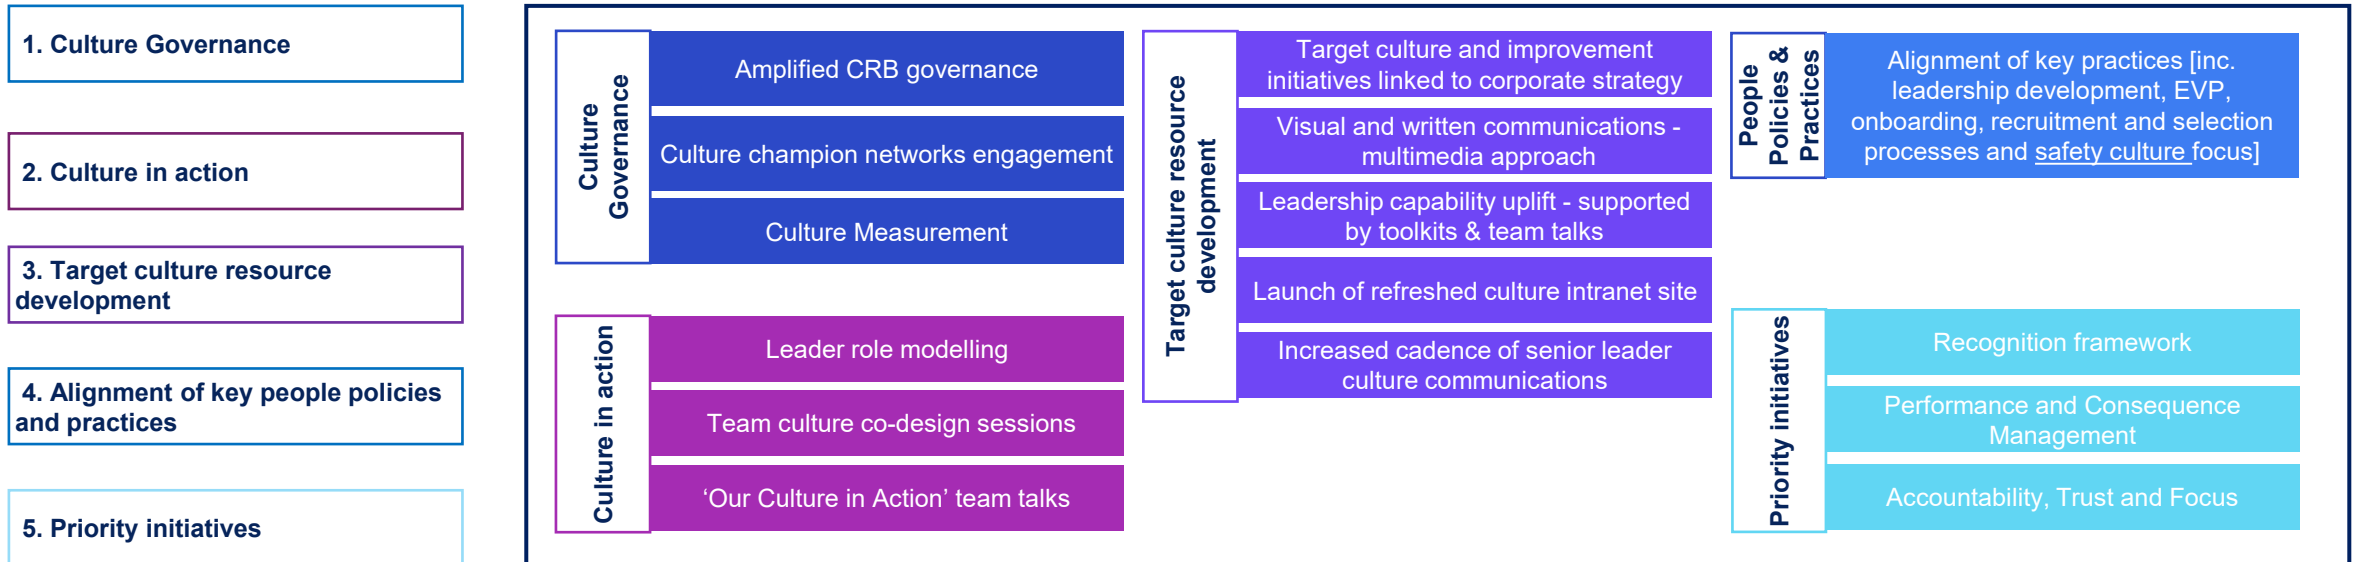 1. Culture Governance
2. Culture in action
3. Target culture resource
development
4. Alignment of key people policies
and practices
5. Priority initiatives
Culture
Governance
Amplified CRB governance
Culture champion networks engagement
Culture Measurement
Culture in action
Leader role modelling
Team culture co-design sessions
‘Our Culture in Action’ team talks
Target culture resource
development
Target culture and improvement
initiatives linked to corporate strategy
Visual and written communications -
multimedia approach
Leadership capability uplift - supported
by toolkits & team talks
Launch of refreshed culture intranet site
Increased cadence of senior leader
culture communications
People
Policies &
Practices
Alignment of key practices [inc.
leadership development, EVP,
onboarding, recruitment and selection
processes and safety culture focus]
Priority initiatives
Recognition framework
Performance and Consequence
Management
Accountability, Trust and Focus